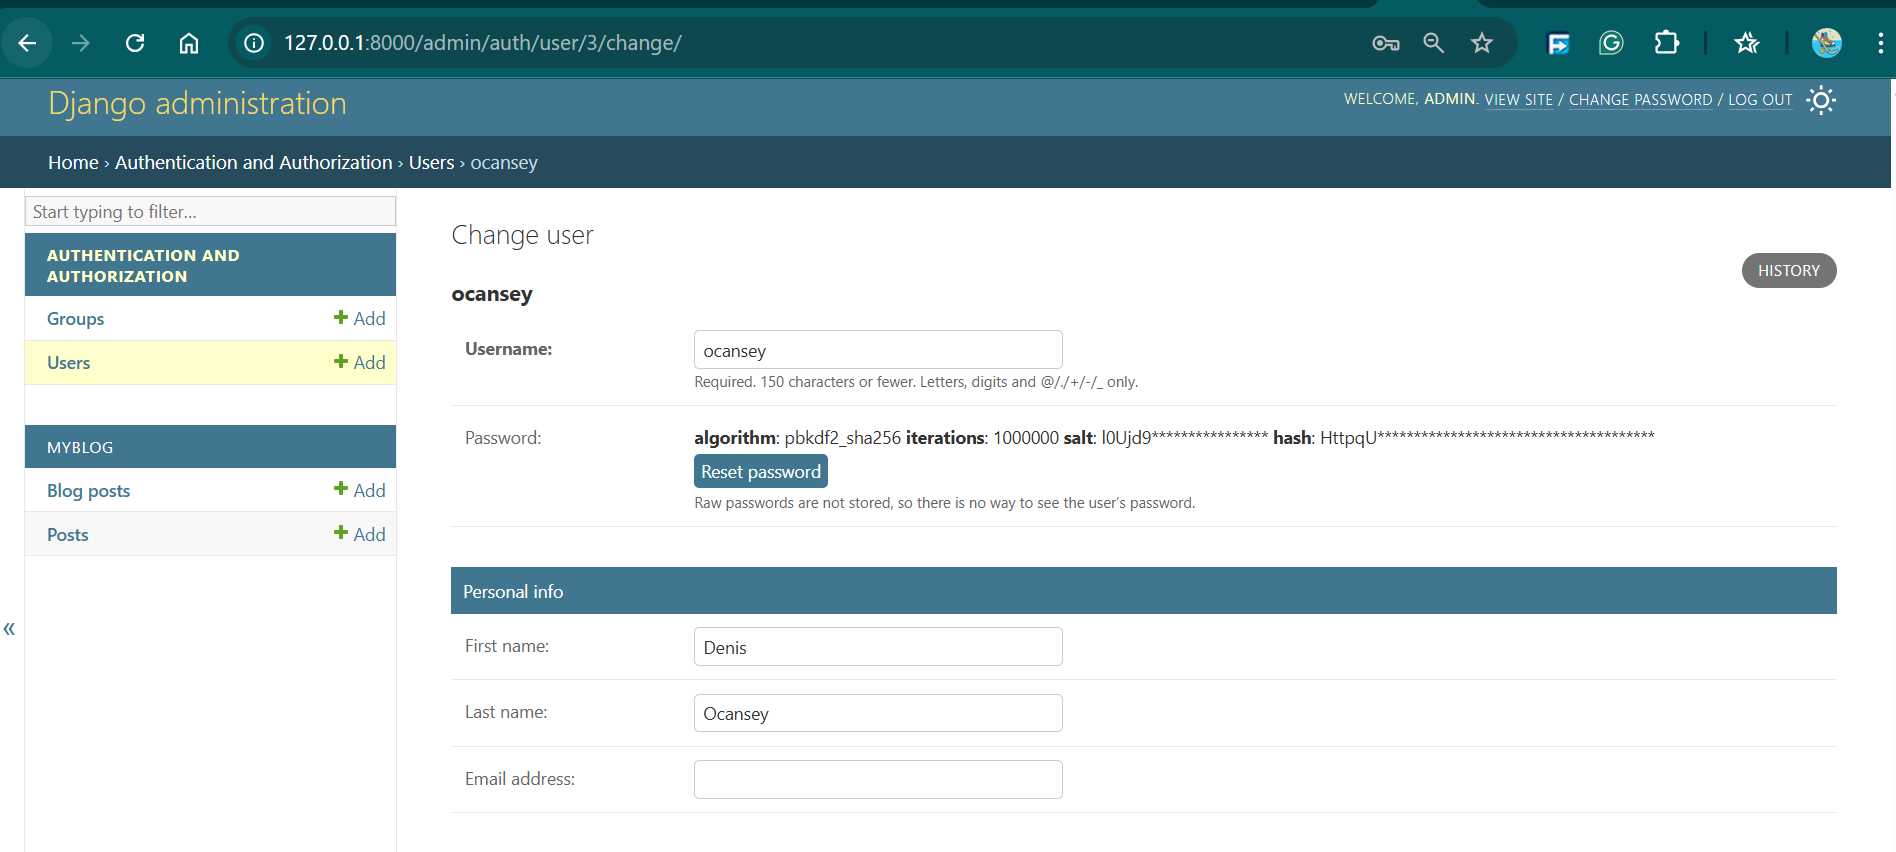 127.0.0.1:8000/admin/auth/user/3/change/
Django administration
WELCOME, ADMIN. VIEW SITE / CHANGE PASSWORD / LOG OUT
Home › Authentication and Authorization › Users › ocansey
Start typing to filter...
AUTHENTICATION AND
AUTHORIZATION
Groups + Add
Users + Add
MYBLOG
Blog posts + Add
Posts + Add
«
Change user
HISTORY
ocansey
Username: ocansey
Required. 150 characters or fewer. Letters, digits and @/./+/-/_ only.
Password: algorithm: pbkdf2_sha256 iterations: 1000000 salt: l0Ujd9**************** hash: HttpqU**************************************
Reset password
Raw passwords are not stored, so there is no way to see the user’s password.
Personal info
First name: Denis
Last name: Ocansey
Email address: